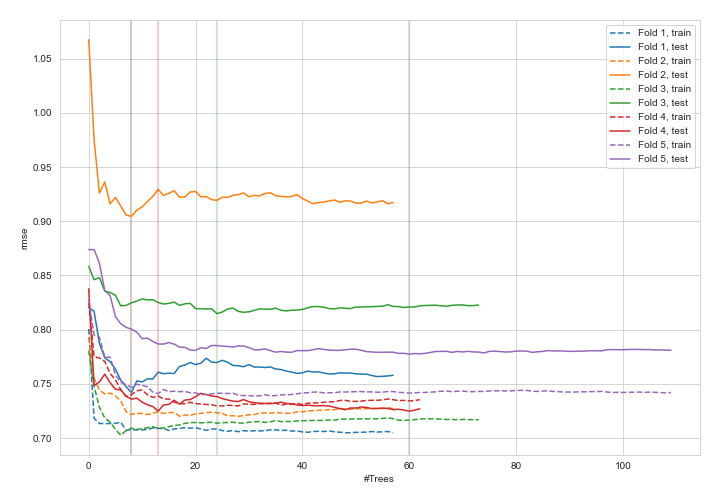 1.05
1.00
0.95
0.90
0.85
0.80
0.75
0.70
rmse
0
20
40
60
80
100
#Trees
Fold 1, train
Fold 1, test
Fold 2, train
Fold 2, test
Fold 3, train
Fold 3, test
Fold 4, train
Fold 4, test
Fold 5, train
Fold 5, test